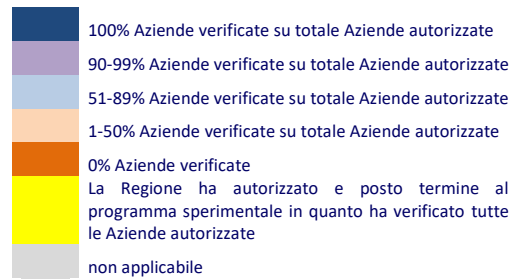 100% Aziende verificate su totale Aziende autorizzate
90-99% Aziende verificate su totale Aziende autorizzate
51-89% Aziende verificate su totale Aziende autorizzate
1-50% Aziende verificate su totale Aziende autorizzate
0% Aziende verificate
La Regione ha autorizzato e posto termine al
programma sperimentale in quanto ha verificato tutte
le Aziende autorizzate
non applicabile